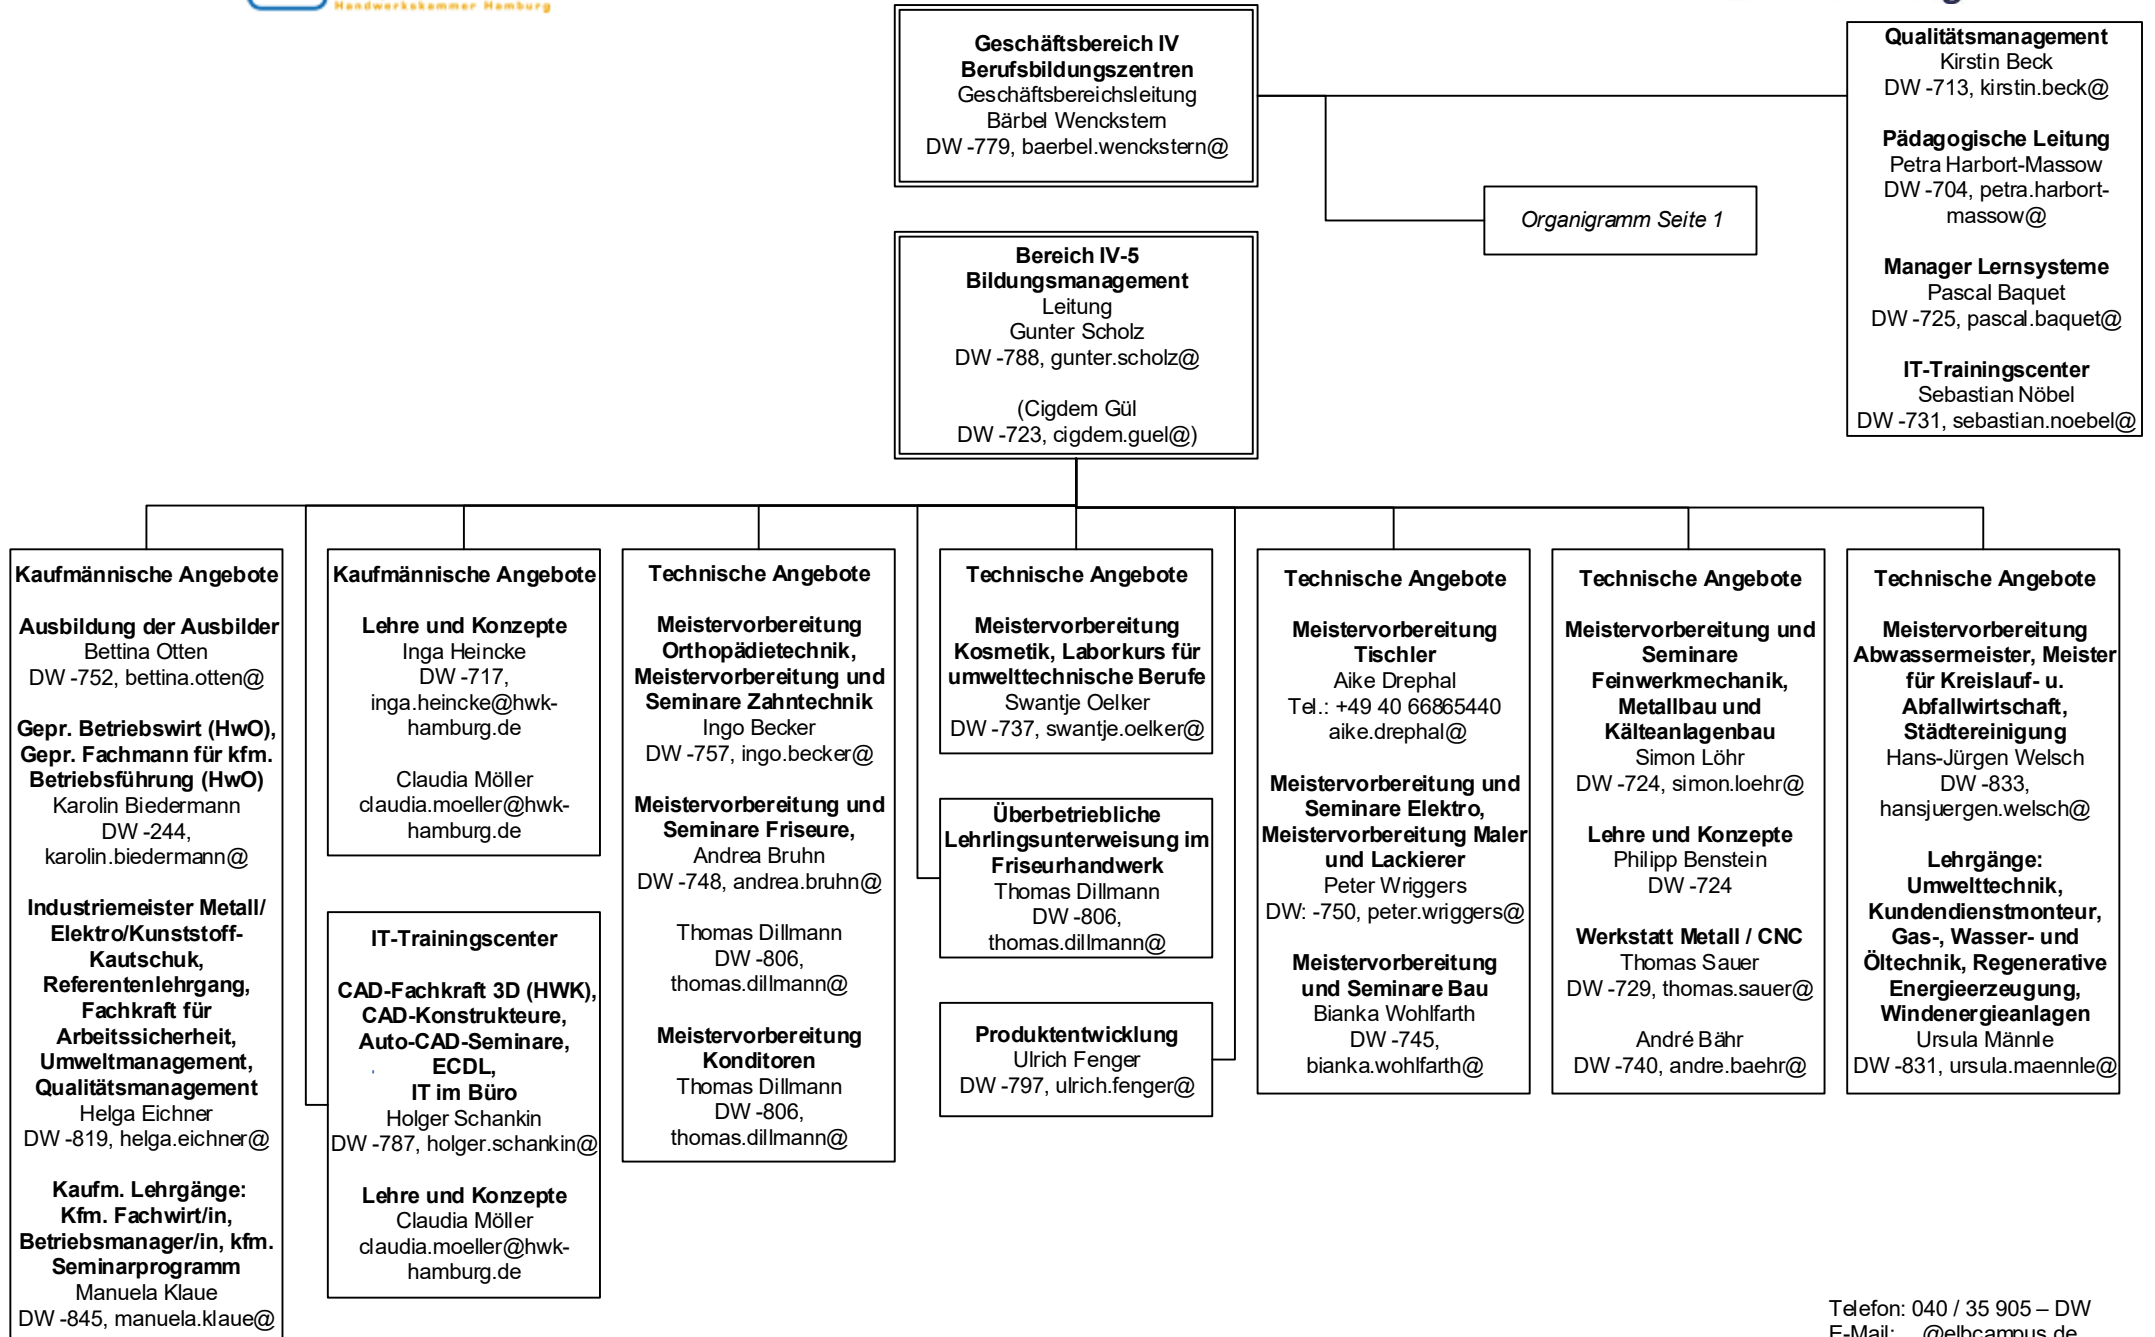 Handwerkskammer Hamburg
Geschäftsbereich IV
Berufsbildungszentren
Geschäftsbereichsleitung
Bärbel Wenckstern
DW -779, baerbel.wenckstern@
Qualitätsmanagement
Kirstin Beck
DW -713, kirstin.beck@
Pädagogische Leitung
Petra Harbort-Massow
DW -704, petra.harbort-
massow@
Manager Lernsysteme
Pascal Baquet
DW -725, pascal.baquet@
IT-Trainingscenter
Sebastian Nöbel
DW -731, sebastian.noebel@
Organigramm Seite 1
Bereich IV-5
Bildungsmanagement
Leitung
Gunter Scholz
DW -788, gunter.scholz@
(Cigdem Gül
DW -723, cigdem.guel@)
Kaufmännische Angebote
Ausbildung der Ausbilder
Bettina Otten
DW -752, bettina.otten@
Gepr. Betriebswirt (HwO),
Gepr. Fachmann für kfm.
Betriebsführung (HwO)
Karolin Biedermann
DW -244,
karolin.biedermann@
Industriemeister Metall/
Elektro/Kunststoff-
Kautschuk,
Referentenlehrgang,
Fachkraft für
Arbeitssicherheit,
Umweltmanagement,
Qualitätsmanagement
Helga Eichner
DW -819, helga.eichner@
Kaufm. Lehrgänge:
Kfm. Fachwirt/in,
Betriebsmanager/in, kfm.
Seminarprogramm
Manuela Klaue
DW -845, manuela.klaue@
Kaufmännische Angebote
Lehre und Konzepte
Inga Heincke
DW -717,
inga.heincke@hwk-
hamburg.de
Claudia Möller
claudia.moeller@hwk-
hamburg.de
IT-Trainingscenter
CAD-Fachkraft 3D (HWK),
CAD-Konstrukteure,
Auto-CAD-Seminare,
ECDL,
IT im Büro
Holger Schankin
DW -787, holger.schankin@
Lehre und Konzepte
Claudia Möller
claudia.moeller@hwk-
hamburg.de
Technische Angebote
Meistervorbereitung
Orthopädietechnik,
Meistervorbereitung und
Seminare Zahntechnik
Ingo Becker
DW -757, ingo.becker@
Meistervorbereitung und
Seminare Friseure,
Andrea Bruhn
DW -748, andrea.bruhn@
Thomas Dillmann
DW -806,
thomas.dillmann@
Meistervorbereitung
Konditoren
Thomas Dillmann
DW -806,
thomas.dillmann@
Technische Angebote
Meistervorbereitung
Kosmetik, Laborkurs für
umwelttechnische Berufe
Swantje Oelker
DW -737, swantje.oelker@
Überbetriebliche
Lehrlingsunterweisung im
Friseurhandwerk
Thomas Dillmann
DW -806,
thomas.dillmann@
Produktentwicklung
Ulrich Fenger
DW -797, ulrich.fenger@
Technische Angebote
Meistervorbereitung
Tischler
Aike Drephal
Tel.: +49 40 66865440
aike.drephal@
Meistervorbereitung und
Seminare Elektro,
Meistervorbereitung Maler
und Lackierer
Peter Wriggers
DW: -750, peter.wriggers@
Meistervorbereitung
und Seminare Bau
Bianka Wohlfarth
DW -745,
bianka.wohlfarth@
Technische Angebote
Meistervorbereitung und
Seminare
Feinwerkmechanik,
Metallbau und
Kälteanlagenbau
Simon Löhr
DW -724, simon.loehr@
Lehre und Konzepte
Philipp Benstein
DW -724
Werkstatt Metall / CNC
Thomas Sauer
DW -729, thomas.sauer@
André Bähr
DW -740, andre.baehr@
Technische Angebote
Meistervorbereitung
Abwassermeister, Meister
für Kreislauf- u.
Abfallwirtschaft,
Städtereinigung
Hans-Jürgen Welsch
DW -833,
hansjuergen.welsch@
Lehrgänge:
Umwelttechnik,
Kundendienstmonteur,
Gas-, Wasser- und
Öltechnik, Regenerative
Energieerzeugung,
Windenergieanlagen
Ursula Männle
DW -831, ursula.maennle@
Telefon: 040 / 35 905 – DW
E-Mail: ...@elbcampus.de